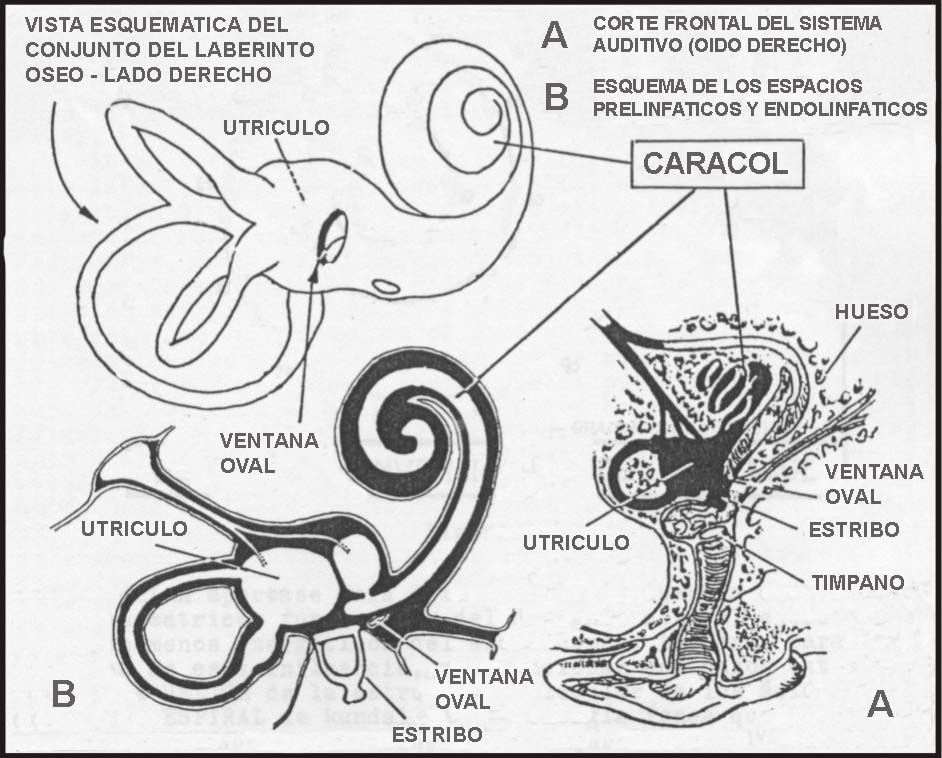 VISTA ESQUEMATICA DEL
CONJUNTO DEL LABERINTO
OSEO - LADO DERECHO
A CORTE FRONTAL DEL SISTEMA
AUDITIVO (OIDO DERECHO)
B ESQUEMA DE LOS ESPACIOS
PRELINFATICOS Y ENDOLINFATICOS
UTRICULO
CARACOL
HUESO
VENTANA
OVAL
VENTANA
OVAL
UTRICULO
ESTRIBO
UTRICULO
TIMPANO
VENTANA
OVAL
B
A
ESTRIBO